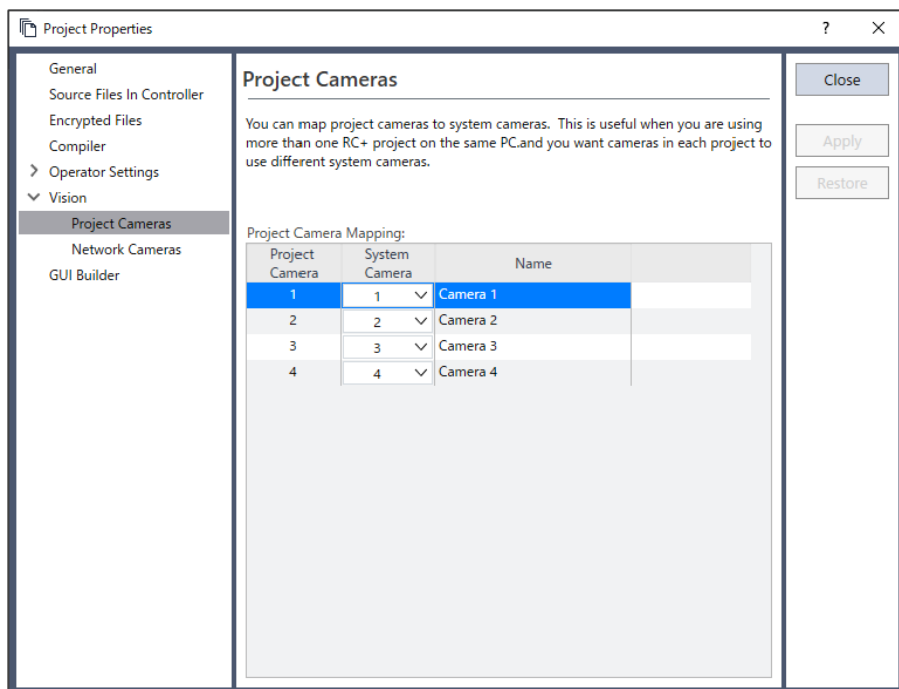 Project Properties
?
General
Source Files In Controller
Encrypted Files
Compiler
Operator Settings
Vision
Project Cameras
Network Cameras
GUI Builder
Project Cameras
You can map project cameras to system cameras.  This is useful when you are using
more than one RC+ project on the same PC.and you want cameras in each project to
use different system cameras.
Project Camera Mapping:
Project Camera System Camera Name
1 1 Camera 1
2 2 Camera 2
3 3 Camera 3
4 4 Camera 4
Close
Apply
Restore